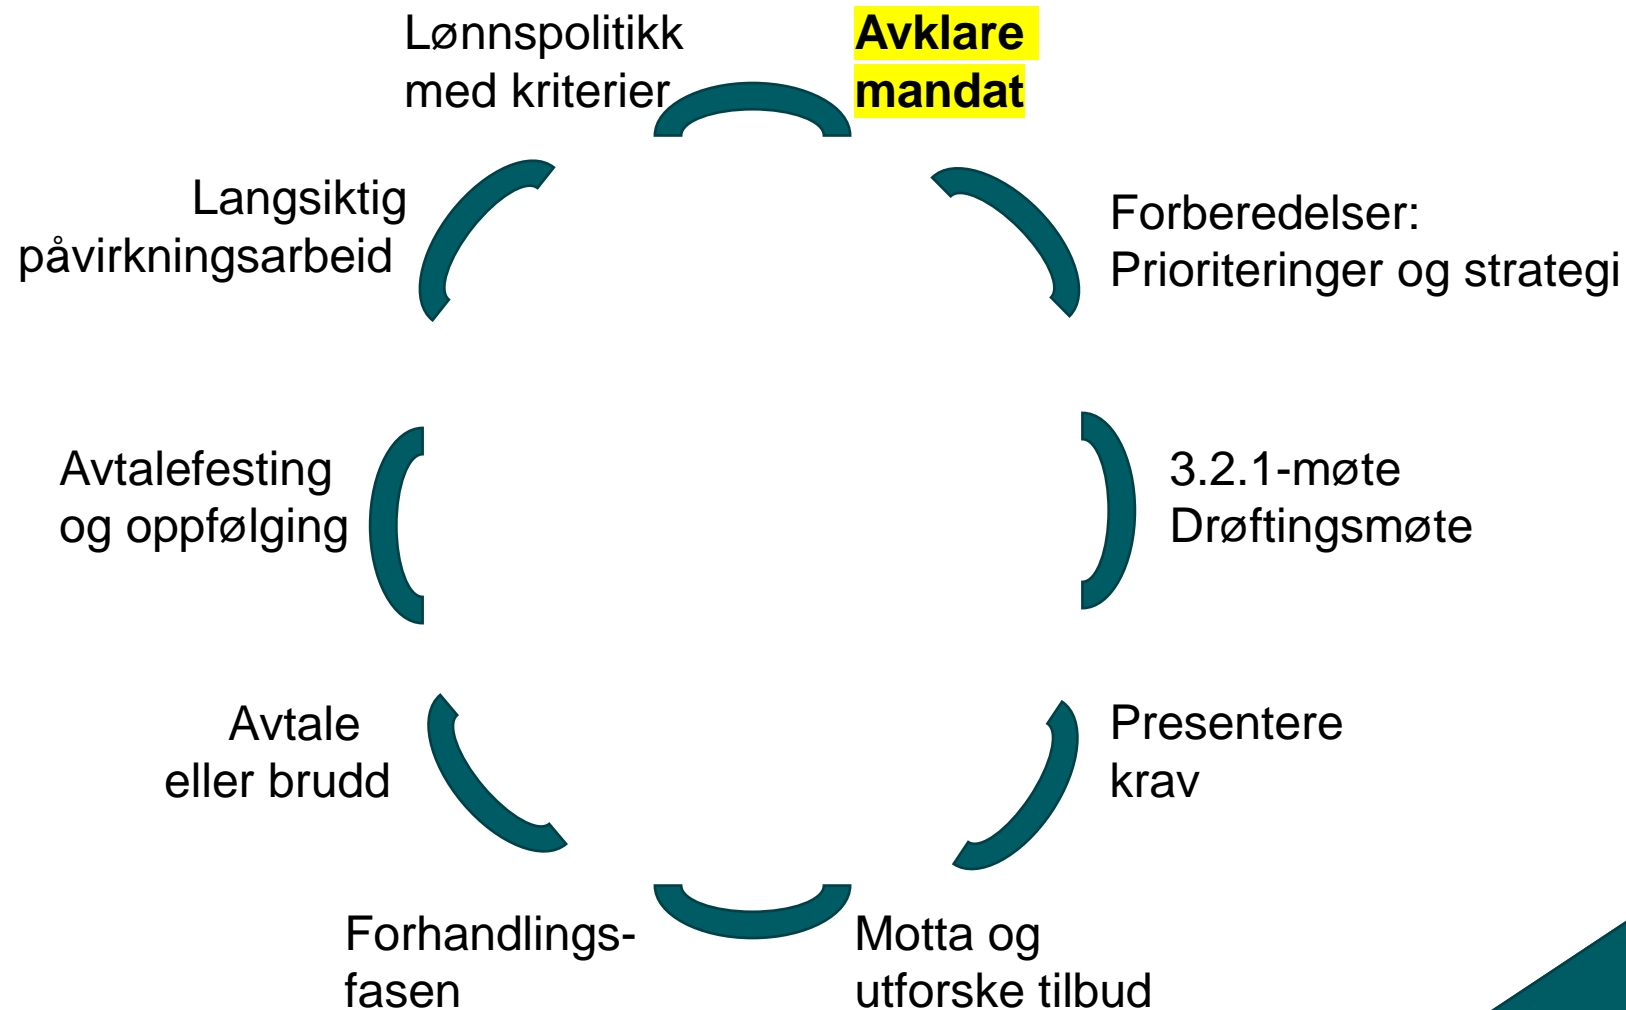 Lønnspolitikk
med kriterier
Avklare
mandat
Forberedelser:
Prioriteringer og strategi
3.2.1-møte
Drøftingsmøte
Presentere
krav
Motta og
utforske tilbud
Forhandlings-
fasen
Avtale
eller brudd
Avtalefesting
og oppfølging
Langsiktig
påvirkningsarbeid